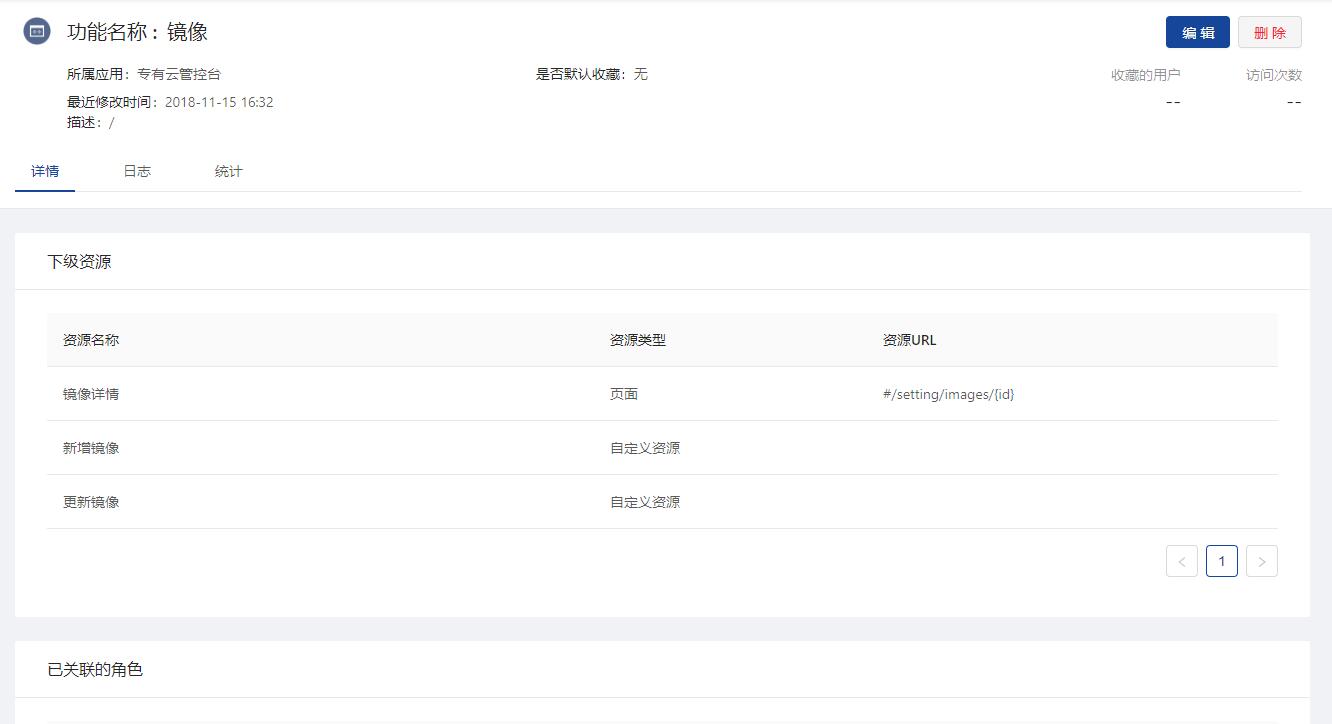 功能名称：镜像
编 辑
删 除
所属应用：专有云管控台
是否默认收藏：无
收藏的用户
访问次数
最近修改时间：2018-11-15 16:32
--
--
描述：/
详情
日志
统计
下级资源
资源名称
资源类型
资源URL
镜像详情
页面
#/setting/images/{id}
新增镜像
自定义资源
更新镜像
自定义资源
<
1
>
已关联的角色